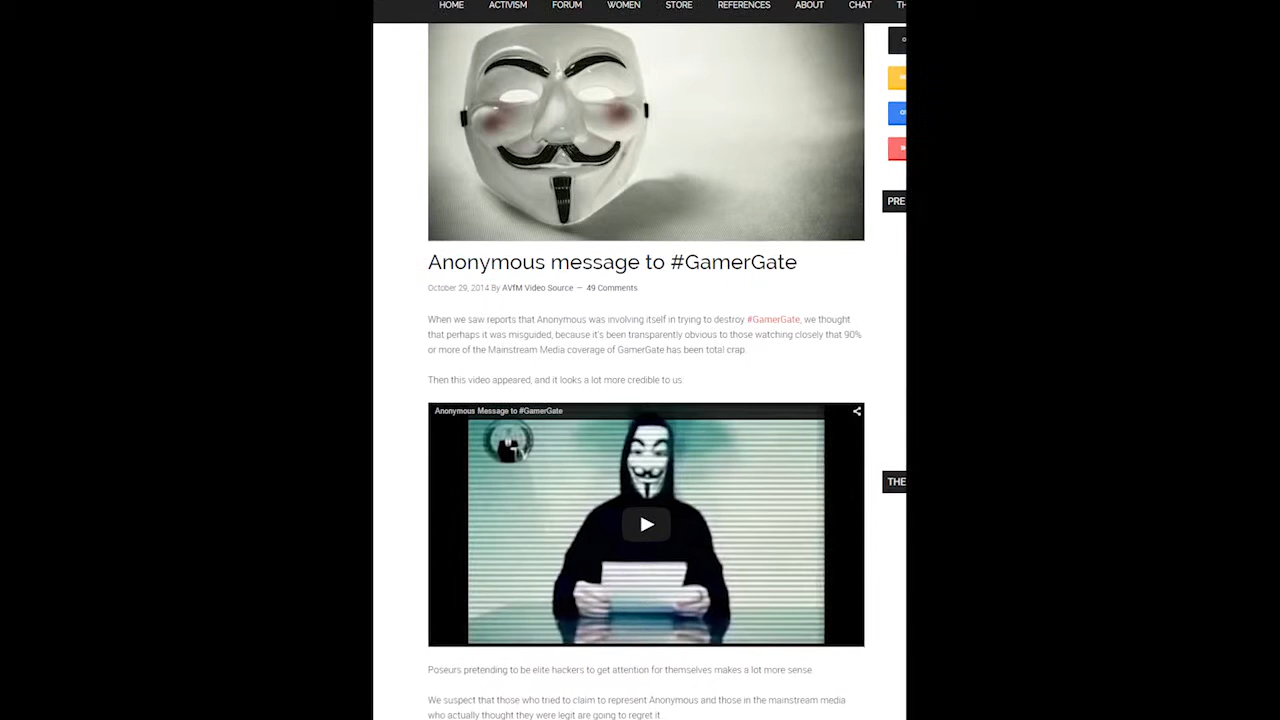 HOME ACTIVISM FORUM WOMEN STORE REFERENCES ABOUT CHAT TH
PRE
Anonymous message to #GamerGate
October 29, 2014 By AVfM Video Source — 49 Comments
When we saw reports that Anonymous was involving itself in trying to destroy #GamerGate, we thought
that perhaps it was misguided, because it's been transparently obvious to those watching closely that 90%
or more of the Mainstream Media coverage of GamerGate has been total crap.
Then this video appeared, and it looks a lot more credible to us:
Anonymous Message to #GamerGate
TV
THE
Poseurs pretending to be elite hackers to get attention for themselves makes a lot more sense.
We suspect that those who tried to claim to represent Anonymous and those in the mainstream media
who actually thought they were legit are going to regret it